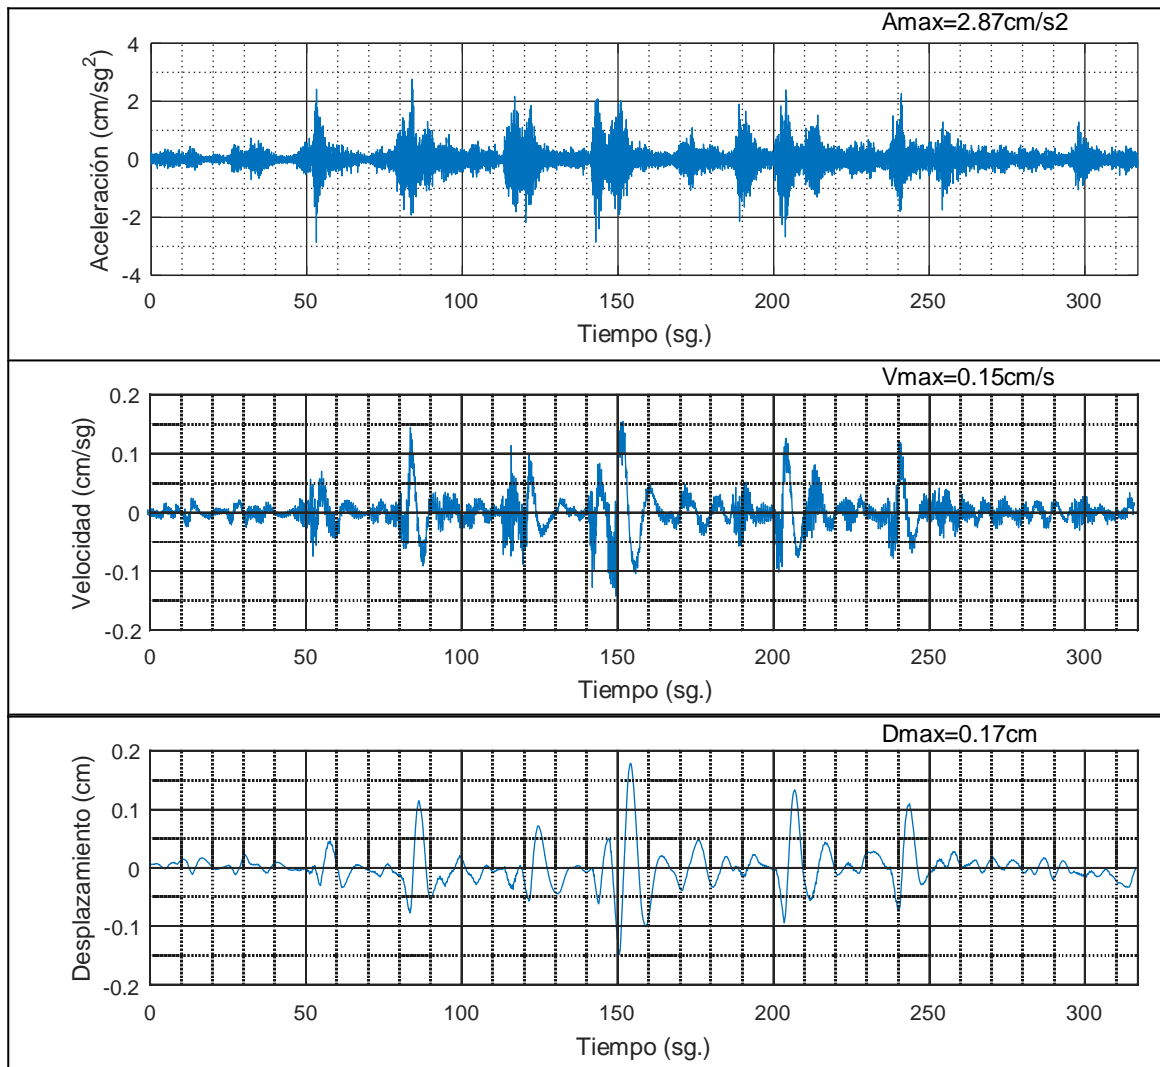 Amax=2.87cm/s2
4
2
0
-2
-4
Aceleración (cm/sg²)
0 50 100 150 200 250 300
Tiempo (sg.)
Vmax=0.15cm/s
0.2
0.1
0
-0.1
-0.2
Velocidad (cm/sg)
0 50 100 150 200 250 300
Tiempo (sg.)
Dmax=0.17cm
0.2
0.1
0
-0.1
-0.2
Desplazamiento (cm)
0 50 100 150 200 250 300
Tiempo (sg.)